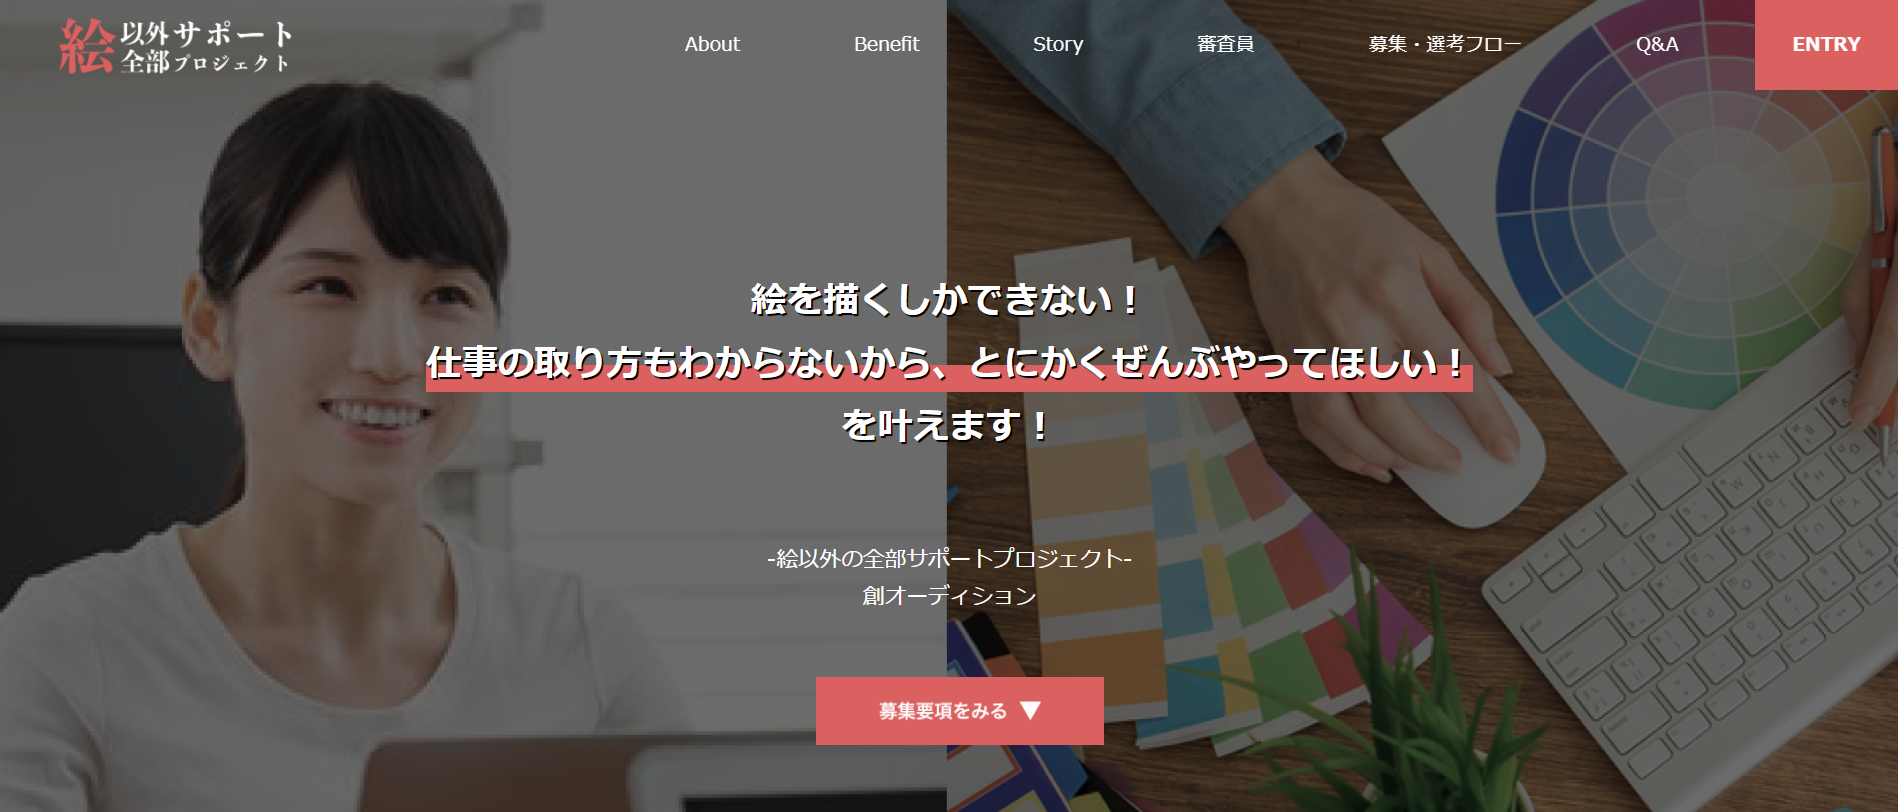 絵以外サポート
全部プロジェクト
About
Benefit
Story
審査員
募集・選考フロー
Q&A
ENTRY
絵を描くしかできない！
仕事の取り方もわからないから、とにかくぜんぶやってほしい！
を叶えます！
-絵以外の全部サポートプロジェクト-
創オーディション
募集要項をみる ▼